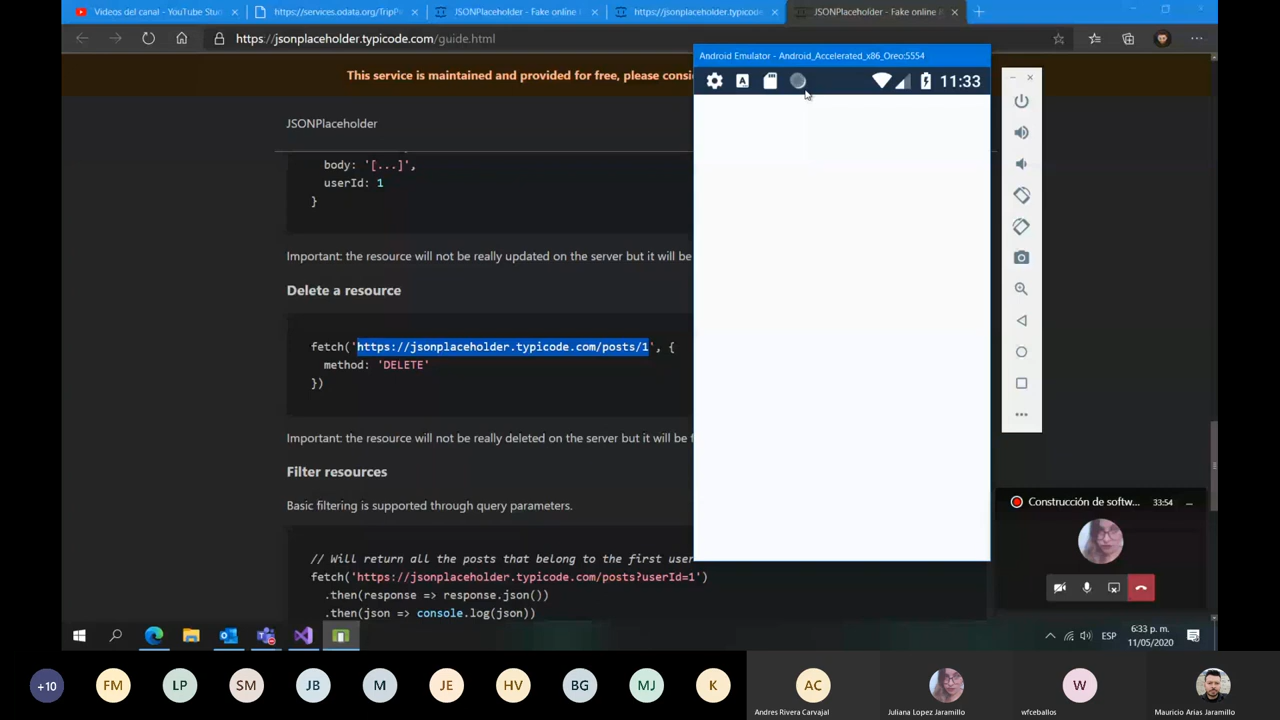 Videos del canal - YouTube Stu
https://services.odata.org/TripP
JSONPlaceholder - Fake online
https://jsonplaceholder.typicode
JSONPlaceholder - Fake online R
https://jsonplaceholder.typicode.com/guide.html
This service is maintained and provided for free, please consi
Android Emulator - Android_Accelerated_x86_Oreo:5554
11:33
JSONPlaceholder
body: '[...]',
userId: 1
}
Important: the resource will not be really updated on the server but it will be
Delete a resource
fetch('https://jsonplaceholder.typicode.com/posts/1', {
method: 'DELETE'
})
Important: the resource will not be really deleted on the server but it will be f
Filter resources
Basic filtering is supported through query parameters.
// Will return all the posts that belong to the first user
fetch('https://jsonplaceholder.typicode.com/posts?userId=1')
.then(response => response.json())
.then(json => console.log(json))
Construcción de softw...
33:54
ESP
6:33 p. m.
11/05/2020
+10
FM
LP
SM
JB
M
JE
HV
BG
MJ
K
AC
W
Andres Rivera Carvajal
Juliana Lopez Jaramillo
wfceballos
Mauricio Arias Jaramillo